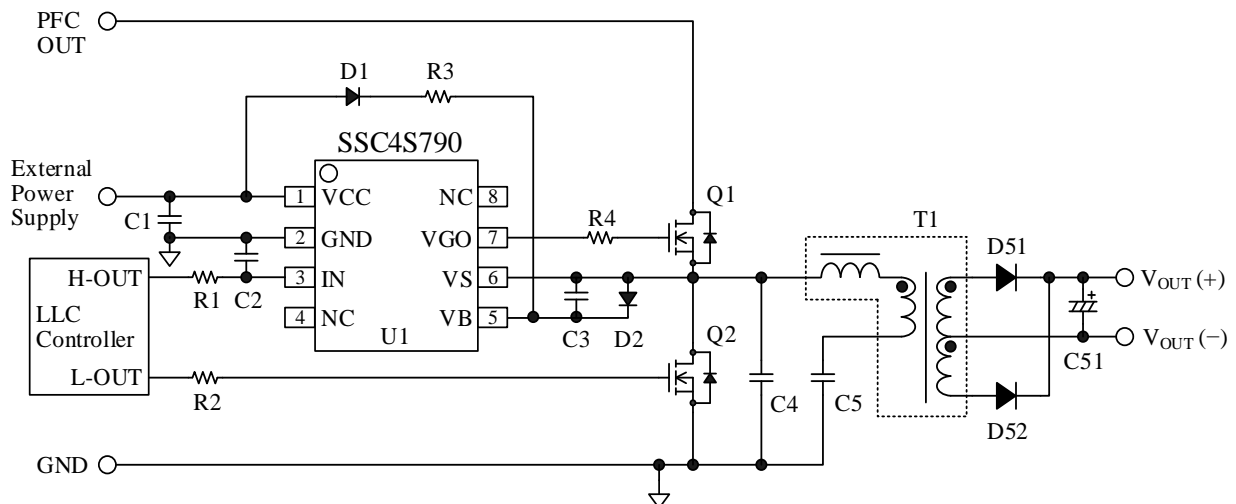 PFC
OUT
D1
R3
SSC4S790
External
Power
Supply
C1
1
VCC
NC
8
Q1
2
GND
VGO
7
R4
T1
D51
H-OUT
R1
C2
3
IN
VS
6
VOUT (+)
LLC
Controller
4
NC
VB
5
U1
C3
D2
Q2
+
VOUT (−)
C51
L-OUT
R2
C4
C5
D52
GND